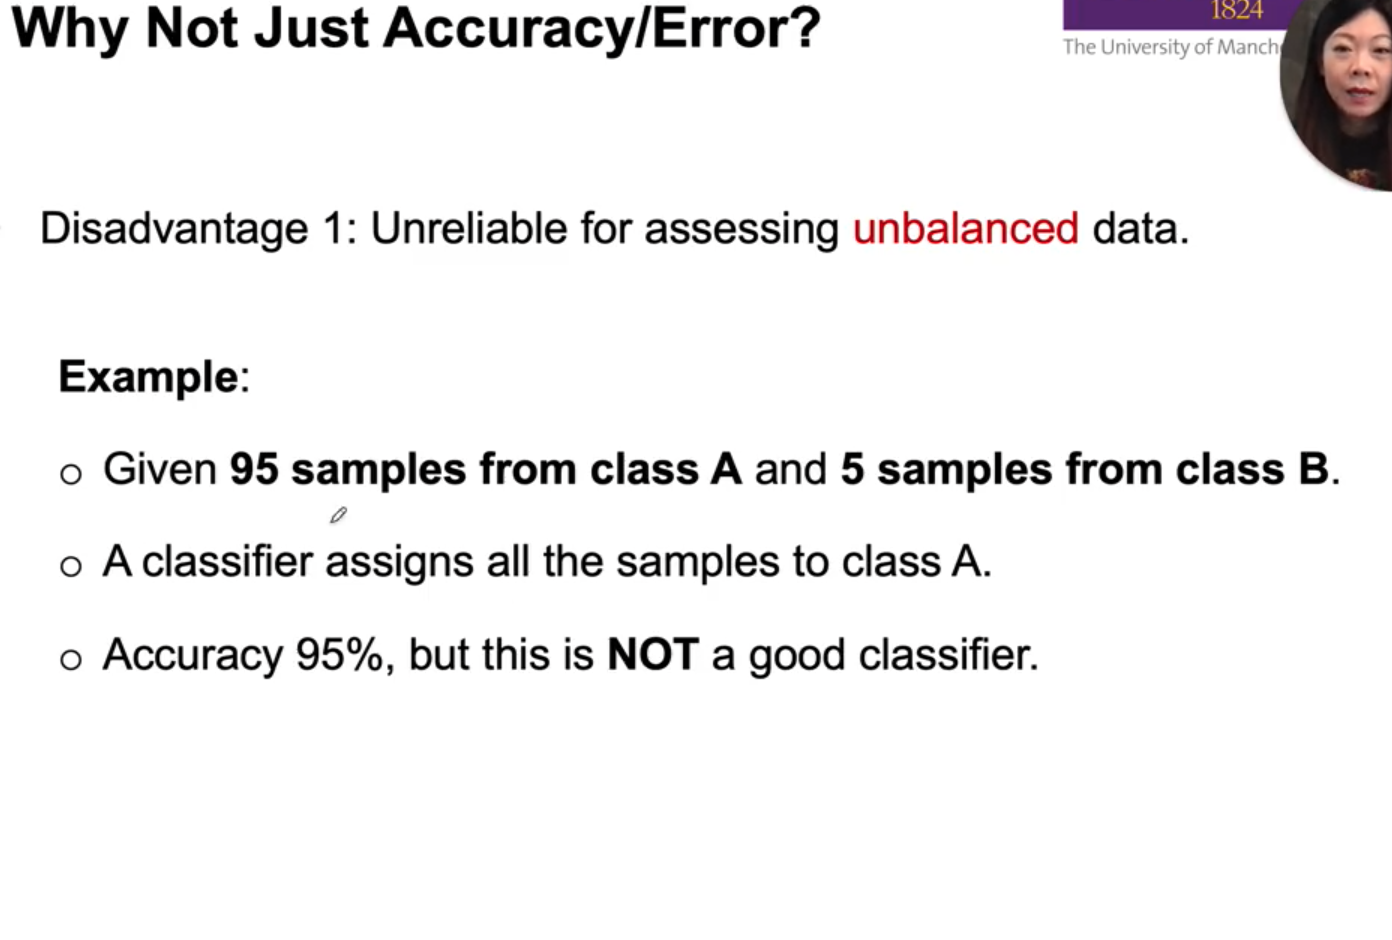 Why Not Just Accuracy/Error?
1824
The University of Manch
Disadvantage 1: Unreliable for assessing unbalanced data.
Example:
o Given 95 samples from class A and 5 samples from class B.
o A classifier assigns all the samples to class A.
o Accuracy 95%, but this is NOT a good classifier.